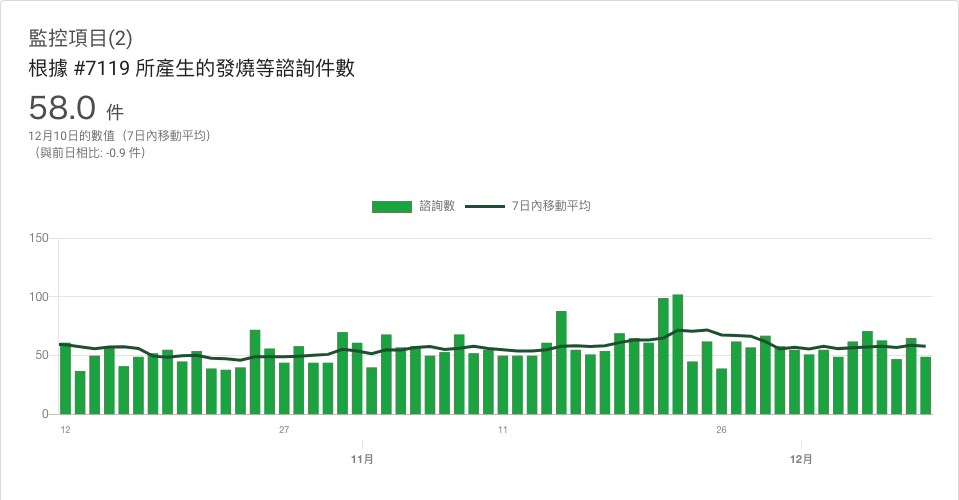 監控項目(2)
根據 #7119 所產生的發燒等諮詢件數
58.0 件
12月10日的數值（7日內移動平均）
（與前日相比: -0.9 件）
諮詢數 7日內移動平均
150
100
50
0
12 27 11 26
11月 12月